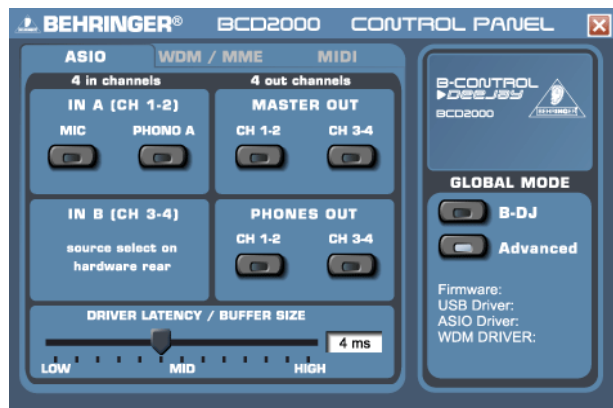 BEHRINGER® BCD2000 CONTROL PANEL
ASIO WDM / MME MIDI
4 in channels
IN A (CH 1-2)
MIC PHONO A
4 out channels
MASTER OUT
CH 1-2 CH 3-4
IN B (CH 3-4)
source select on
hardware rear
PHONES OUT
CH 1-2 CH 3-4
DRIVER LATENCY / BUFFER SIZE
4 ms
LOW MID HIGH
B-CONTROL
DEEJAY
BCD2000
BEHRINGER
GLOBAL MODE
B-DJ
Advanced
Firmware:
USB Driver:
ASIO Driver:
WDM DRIVER: